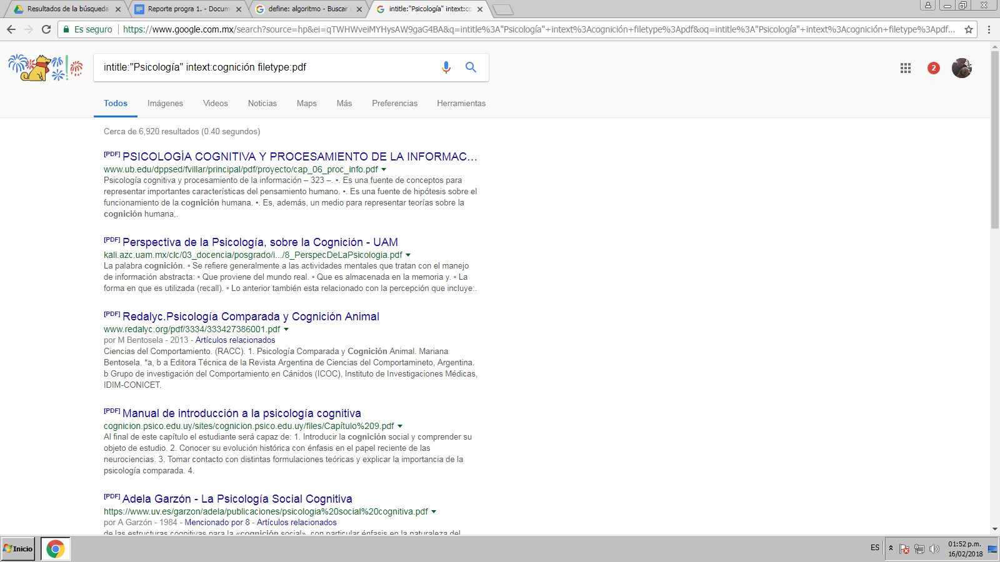 Resultados de la búsqueda
Reporte progra 1. - Docum
define: algoritmo - Buscar
intitle:"Psicología" intext:co
Es seguro
https://www.google.com.mx/search?source=hp&ei=qTWHWveiMYHysAW9gaG4BA&q=intitle%3A"Psicología"+intext%3Acognición+filetype%3Apdf&oq=intitle%3A"Psicología"+intext%3Acognición+filetype%3Apdf...
intitle:"Psicología" intext:cognición filetype:pdf
2
Todos Imágenes Videos Noticias Maps Más Preferencias Herramientas
Cerca de 6,920 resultados (0.40 segundos)
[PDF] PSICOLOGÍA COGNITIVA Y PROCESAMIENTO DE LA INFORMAC...
www.ub.edu/dppsed/fvillar/principal/pdf/proyecto/cap_06_proc_info.pdf
Psicología cognitiva y procesamiento de la información – 323 –. •. Es una fuente de conceptos para
representar importantes características del pensamiento humano. •. Es una fuente de hipótesis sobre el
funcionamiento de la cognición humana. •. Es, además, un medio para representar teorías sobre la
cognición humana,.
[PDF] Perspectiva de la Psicología, sobre la Cognición - UAM
kali.azc.uam.mx/clc/03_docencia/posgrado/i.../8_PerspecDeLaPsicologia.pdf
La palabra cognición. ▫ Se refiere generalmente a las actividades mentales que tratan con el manejo
de información abstracta: ▫ Que proviene del mundo real. ▫ Que es almacenada en la memoria y. ▫ La
forma en que es utilizada (recall). ▫ Lo anterior también esta relacionado con la percepción que incluye:.
[PDF] Redalyc.Psicología Comparada y Cognición Animal
www.redalyc.org/pdf/3334/333427386001.pdf
por M Bentosela - 2013 - Artículos relacionados
Ciencias del Comportamiento. (RACC). 1. Psicología Comparada y Cognición Animal. Mariana
Bentosela. *a, b a Editora Técnica de la Revista Argentina de Ciencias del Comportamineto, Argentina.
b Grupo de investigación del Comportamiento en Cánidos (ICOC), Instituto de Investigaciones Médicas,
IDIM-CONICET.
[PDF] Manual de introducción a la psicología cognitiva
cognicion.psico.edu.uy/sites/cognicion.psico.edu.uy/files/Capítulo%209.pdf
Al final de este capítulo el estudiante será capaz de: 1. Introducir la cognición social y comprender su
objeto de estudio. 2. Conocer su evolución histórica con énfasis en el papel reciente de las
neurociencias. 3. Tomar contacto con distintas formulaciones teóricas y explicar la importancia de la
psicología comparada. 4.
[PDF] Adela Garzón - La Psicología Social Cognitiva
https://www.uv.es/garzon/adela/publicaciones/psicologia%20social%20cognitiva.pdf
por A Garzón - 1984 - Mencionado por 8 - Artículos relacionados
de las estructuras cognitivas para la «cognición social», con particular énfasis en la naturaleza del
Inicio
ES
01:52 p.m.
16/02/2018